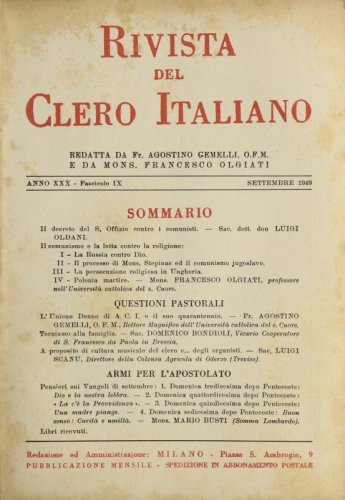 RIVISTA
DEL
CLERO ITALIANO
REDATTA DA Fr. AGOSTINO GEMELLI, O.F.M.
E DA MONS. FRANCESCO OLGIATI
ANNO XXX - Fascicolo IX SETTEMBRE 1949
SOMMARIO
Il decreto del S. Offizio contro i comunisti. — Sac. dott. don LUIGI
OLDANI.
Il comunismo e la lotta contro la religione:
I - La Russia contro Dio.
II - Il processo di Mons. Stepinac ed il comunismo jugoslavo.
III - La persecuzione religiosa in Ungheria.
IV - Polonia martire. — Mons. FRANCESCO OLGIATI, professore
nell'Università cattolica del s. Cuore.
QUESTIONI PASTORALI
L'Unione Donne di A. C. I. e il suo quarantennio. — Fr. AGOSTINO
GEMELLI, O. F. M., Rettore Magnifico dell'Università cattolica del s. Cuore.
Torniamo alla famiglia. — Sac. DOMENICO BONDIOLI, Vicario Cooperatore
di S. Francesco da Paola in Brescia.
A proposito di cultura musicale del clero e... degli organisti. — Sac. LUIGI
SCANU, Direttore della Colonia Agricola di Oderzo (Treviso).
ARMI PER L'APOSTOLATO
Pensieri sui Vangeli di settembre: 1. Domenica tredicesima dopo Pentecoste:
Dio e la nostra lebbra. — 2. Domenica quattordicesima dopo Pentecoste:
« La c'è la Provvidenza ». — 3. Domenica quindicesima dopo Pentecoste:
Una madre piange. — 4. Domenica sedicesima dopo Pentecoste: Buon
senso: Carità e umiltà. — Mons. MARIO BUSTI (Somma Lombardo).
Libri ricevuti.
Redazione ed Amministrazione: MILANO - Piazza S. Ambrogio, 9
PUBBLICAZIONE MENSILE - SPEDIZIONE IN ABBONAMENTO POSTALE